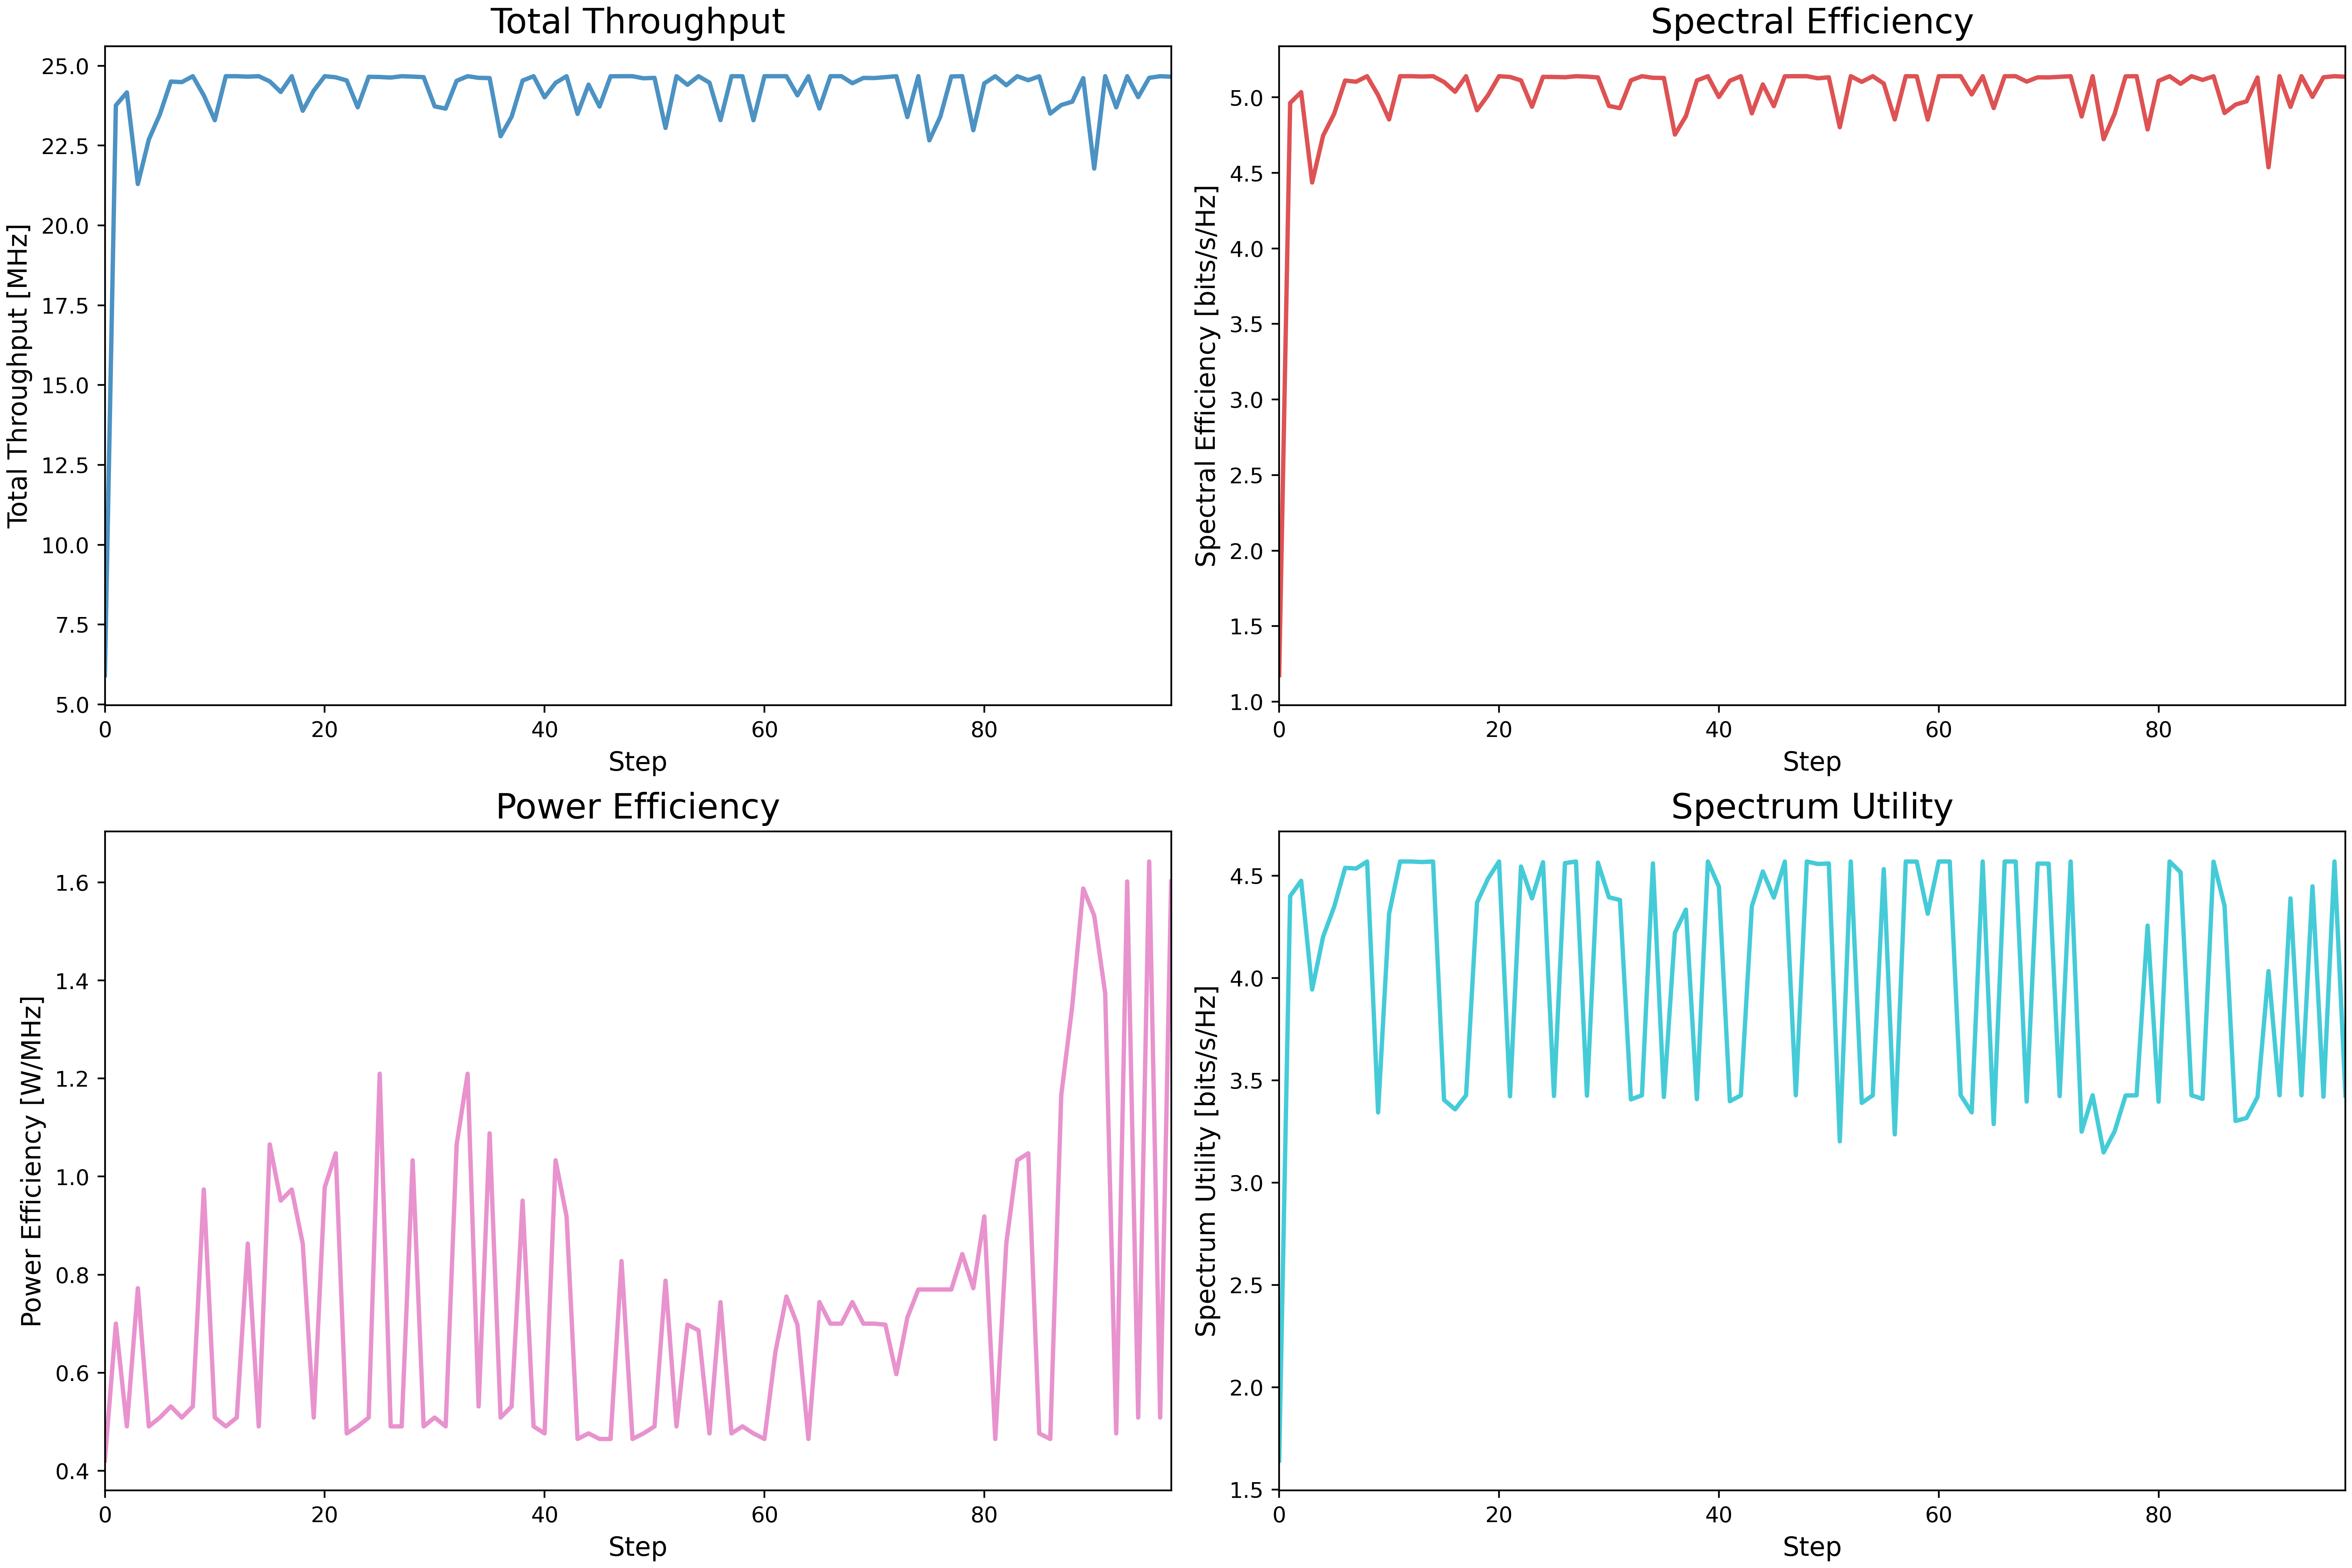 Total Throughput
Total Throughput [MHz]
25.0
22.5
20.0
17.5
15.0
12.5
10.0
7.5
5.0
0 20 40 60 80
Step
Spectral Efficiency
Spectral Efficiency [bits/s/Hz]
5.0
4.5
4.0
3.5
3.0
2.5
2.0
1.5
1.0
0 20 40 60 80
Step
Power Efficiency
Power Efficiency [W/MHz]
1.6
1.4
1.2
1.0
0.8
0.6
0.4
0 20 40 60 80
Step
Spectrum Utility
Spectrum Utility [bits/s/Hz]
4.5
4.0
3.5
3.0
2.5
2.0
1.5
0 20 40 60 80
Step